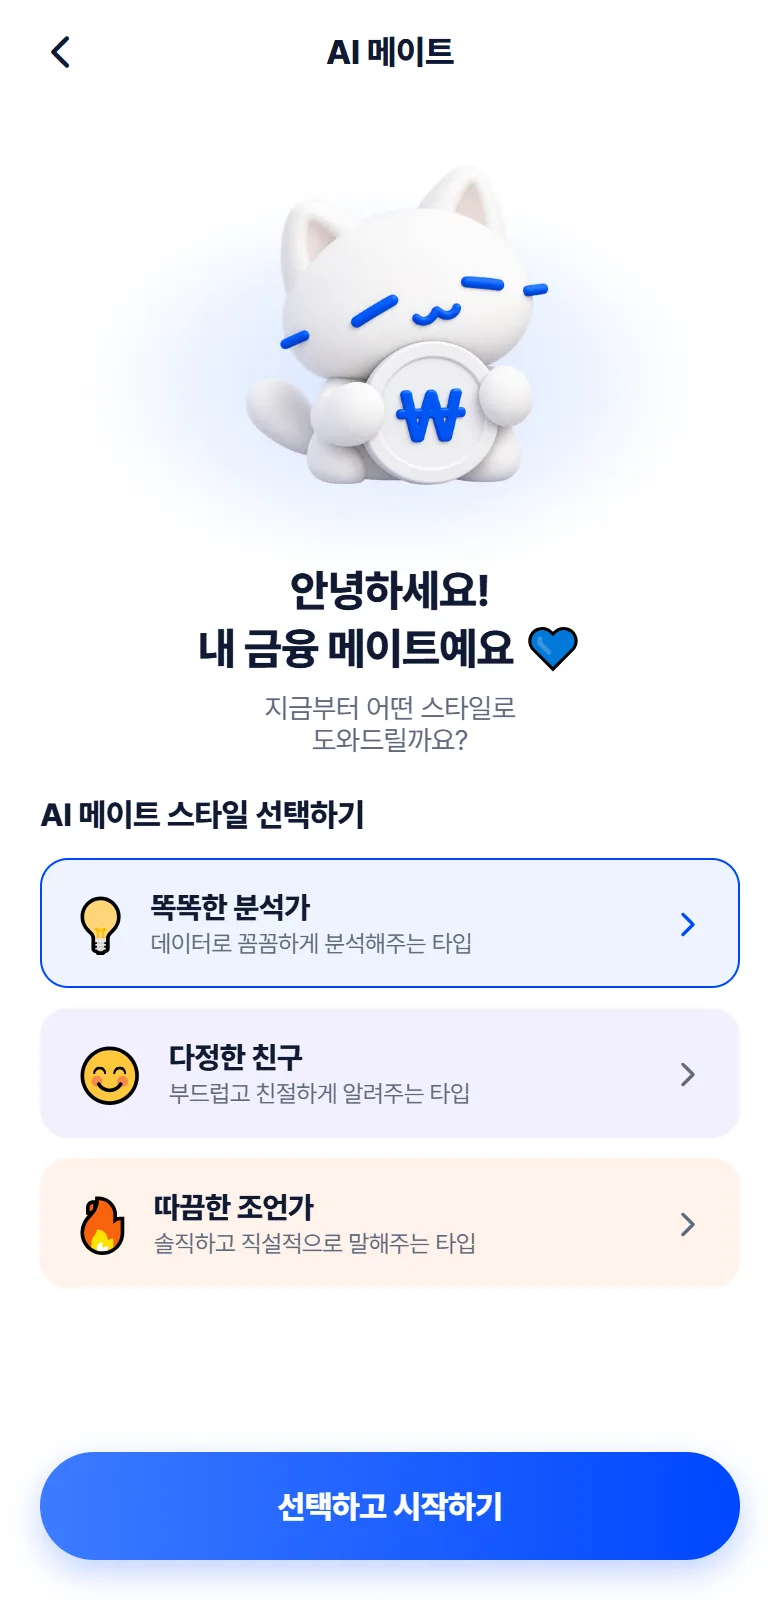 AI 메이트
₩
안녕하세요!
내 금융 메이트예요 💙
지금부터 어떤 스타일로
도와드릴까요?
AI 메이트 스타일 선택하기
똑똑한 분석가
데이터로 꼼꼼하게 분석해주는 타입
다정한 친구
부드럽고 친절하게 알려주는 타입
따끔한 조언가
솔직하고 직설적으로 말해주는 타입
선택하고 시작하기